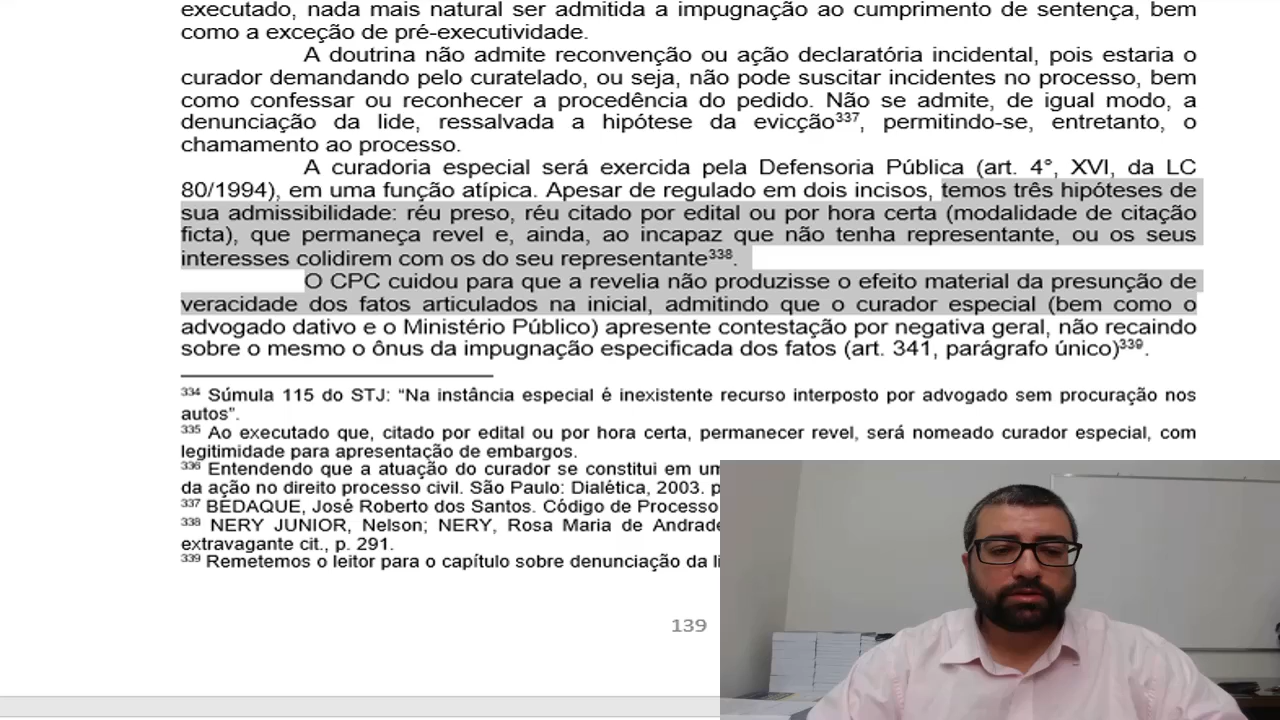 executado, nada mais natural ser admitida a impugnação ao cumprimento de sentença, bem
como a exceção de pré-executividade.
A doutrina não admite reconvenção ou ação declaratória incidental, pois estaria o
curador demandando pelo curatelado, ou seja, não pode suscitar incidentes no processo, bem
como confessar ou reconhecer a procedência do pedido. Não se admite, de igual modo, a
denunciação da lide, ressalvada a hipótese da evicção³³⁷, permitindo-se, entretanto, o
chamamento ao processo.
A curadoria especial será exercida pela Defensoria Pública (art. 4°, XVI, da LC
80/1994), em uma função atípica. Apesar de regulado em dois incisos, temos três hipóteses de
sua admissibilidade: réu preso, réu citado por edital ou por hora certa (modalidade de citação
ficta), que permaneça revel e, ainda, ao incapaz que não tenha representante, ou os seus
interesses colidirem com os do seu representante³³⁸.
O CPC cuidou para que a revelia não produzisse o efeito material da presunção de
veracidade dos fatos articulados na inicial, admitindo que o curador especial (bem como o
advogado dativo e o Ministério Público) apresente contestação por negativa geral, não recaindo
sobre o mesmo o ônus da impugnação especificada dos fatos (art. 341, parágrafo único)³³⁹.
³³⁴ Súmula 115 do STJ: “Na instância especial é inexistente recurso interposto por advogado sem procuração nos
autos”.
³³⁵ Ao executado que, citado por edital ou por hora certa, permanecer revel, será nomeado curador especial, com
legitimidade para apresentação de embargos.
³³⁶ Entendendo que a atuação do curador se constitui em um
da ação no direito processo civil. São Paulo: Dialética, 2003. p
³³⁷ BEDAQUE, José Roberto dos Santos. Código de Processo
³³⁸ NERY JUNIOR, Nelson; NERY, Rosa Maria de Andrade
extravagante cit., p. 291.
³³⁹ Remetemos o leitor para o capítulo sobre denunciação da li
139